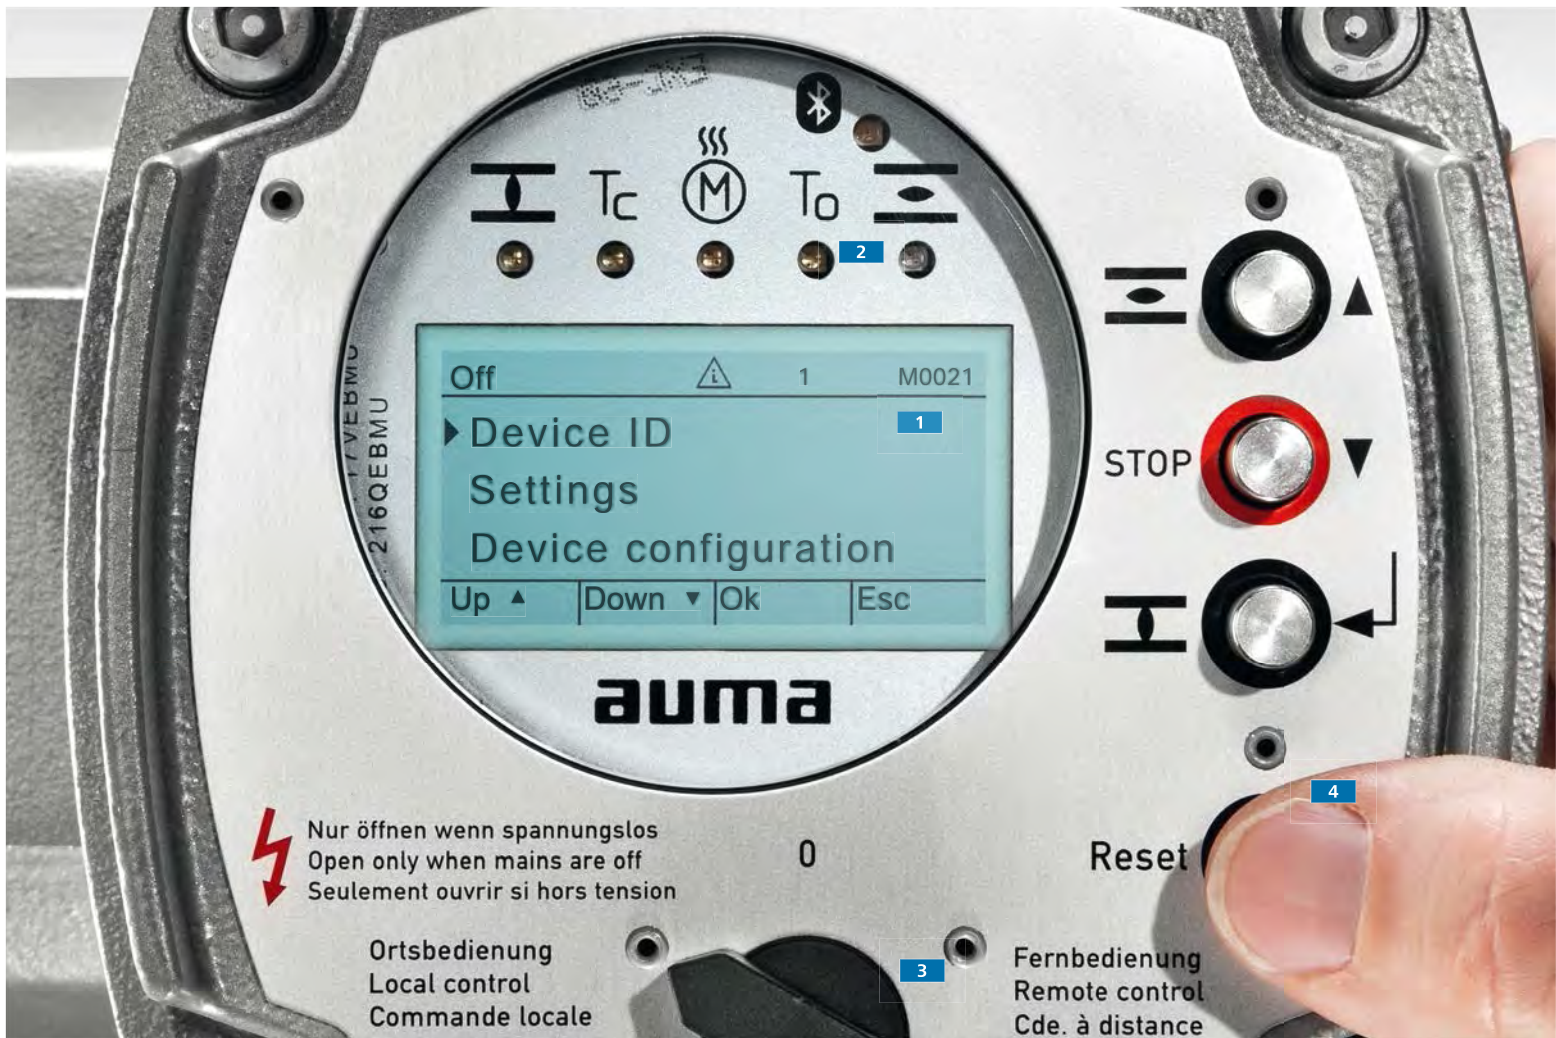 Tc
M
To
2
Off
1
M0021
1
Device ID
Settings
Device configuration
Up ▲
Down ▼
Ok
Esc
auma
216QEBMU
STOP
4
Reset
Nur öffnen wenn spannungslos
Open only when mains are off
Seulement ouvrir si hors tension
0
Ortsbedienung
Local control
Commande locale
3
Fernbedienung
Remote control
Cde. à distance